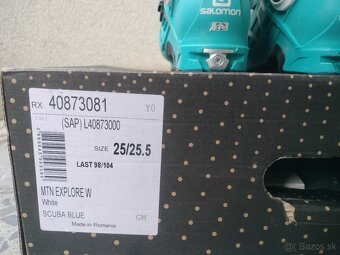 SALOMON
RX 40873081
(SAP) L40873000
SIZE 25/25.5
LAST 98/104
MTN EXPLORE W
White
SCUBA BLUE GM
Made in Romania
Bazos.sk